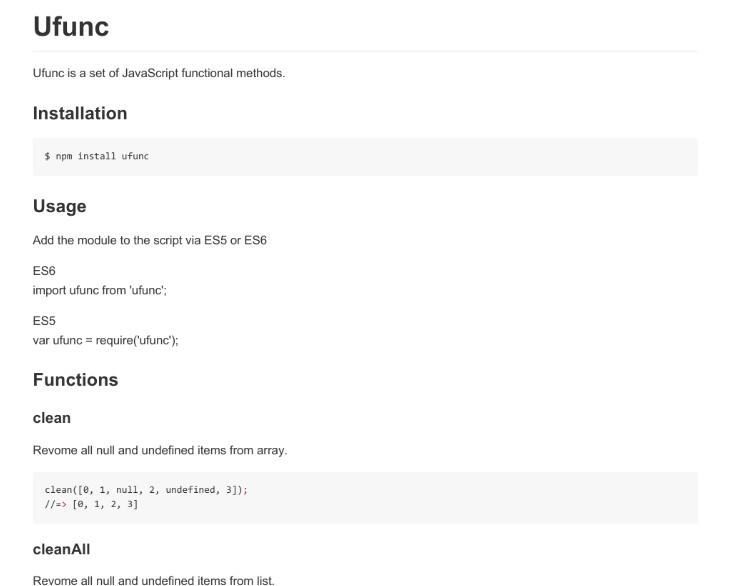 Ufunc
Ufunc is a set of JavaScript functional methods.
Installation
$ npm install ufunc
Usage
Add the module to the script via ES5 or ES6
ES6
import ufunc from 'ufunc';
ES5
var ufunc = require('ufunc');
Functions
clean
Revome all null and undefined items from array.
clean([0, 1, null, 2, undefined, 3]);
//=> [0, 1, 2, 3]
cleanAll
Revome all null and undefined items from list.